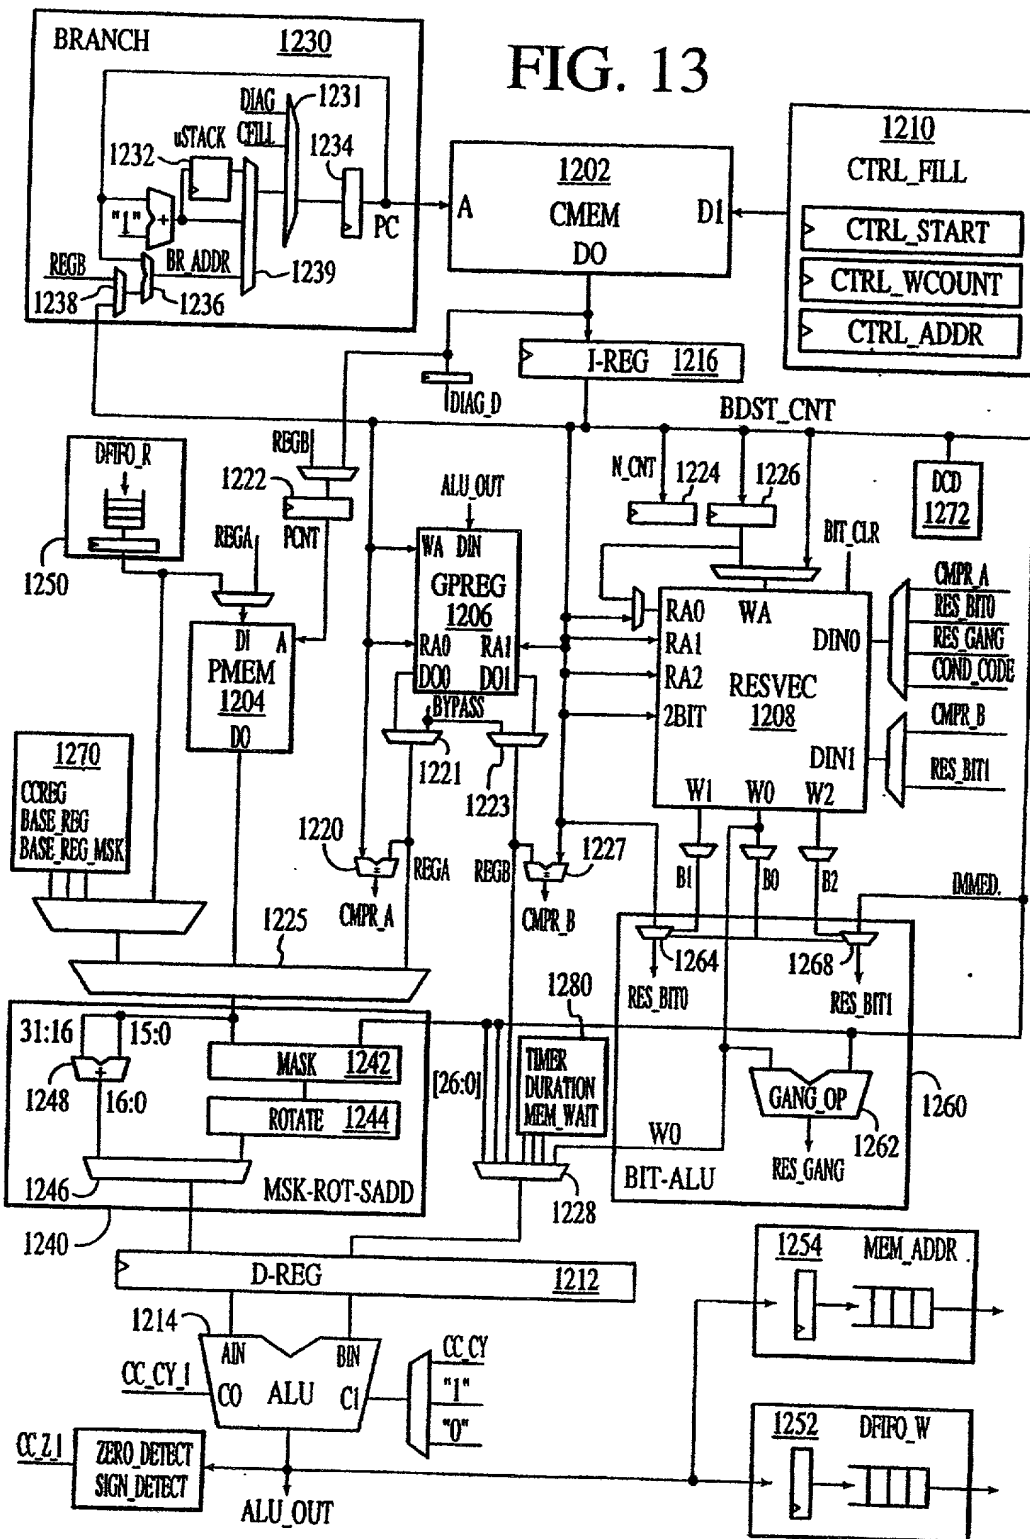 FIG. 13
BRANCH 1230
DIAG
CFILL
1231
uSTACK
1232
1234
"1"
+
PC
REGB
BR_ADDR
1238
1236
1239
1202
CMEM
A
D1
DO
1210
CTRL_FILL
CTRL_START
CTRL_WCOUNT
CTRL_ADDR
I-REG 1216
DIAG_D
BDST_CNT
DFIFO_R
1250
REGB
1222
PCNT
REGA
ALU_OUT
N_CNT
1224
1226
DCD
1272
BIT_CLR
WA DIN
GPREG
1206
RA0 RA1
DO0 DO1
BYPASS
1221
1223
DI A
PMEM
1204
DO
RA0
WA
RA1
RA2
2BIT
RESVEC
1208
DIN0
DIN1
W1 W0 W2
CMPR_A
RES_BIT0
RES_GANG
COND_CODE
CMPR_B
RES_BIT1
1270
CCREG
BASE_REG
BASE_REG_MSK
1220
=
CMPR_A
REGA
REGB
=
1227
CMPR_B
B1
B0
B2
IMMED.
1225
1264
RES_BIT0
1268
RES_BIT1
1280
TIMER
DURATION
MEM_WAIT
31:16
15:0
MASK 1242
1248
+
16:0
ROTATE 1244
[26:0]
1246
MSK-ROT-SADD
1240
1228
W0
GANG_OP
1262
RES_GANG
BIT-ALU
1260
D-REG 1212
1214
AIN BIN
CC_CY_I
CO ALU CI
CC_CY
"1"
"0"
CC_Z_I
ZERO_DETECT
SIGN_DETECT
ALU_OUT
1254 MEM_ADDR
1252 DFIFO_W